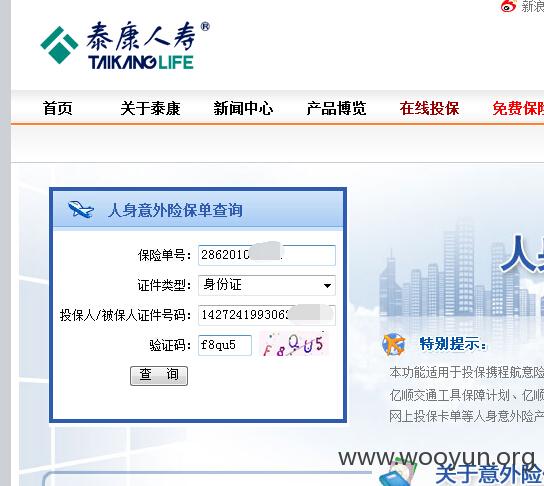 新浪
泰康人寿®
TAIKANGLIFE
首页 关于泰康 新闻中心 产品博览 在线投保 免费保险
人身意外险保单查询
保险单号： 2862010
证件类型： 身份证
投保人/被保人证件号码： 1427241993062
验证码： f8qu5 F8QU5
查 询
人身
特别提示：
本功能适用于投保携程航意险
亿顺交通工具保障计划、亿顺
网上投保卡单等人身意外险产
www.wooyun.org
关于意外险